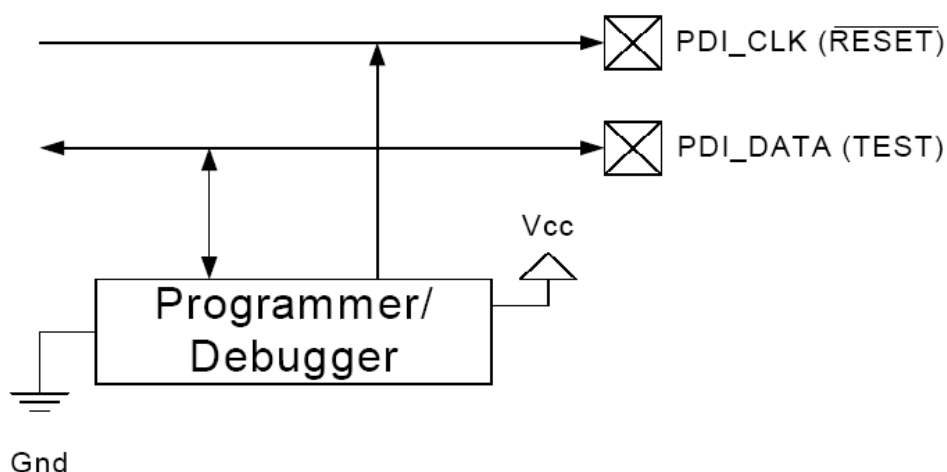 PDI_CLK (RESET)
PDI_DATA (TEST)
Vcc
Programmer/
Debugger
Gnd